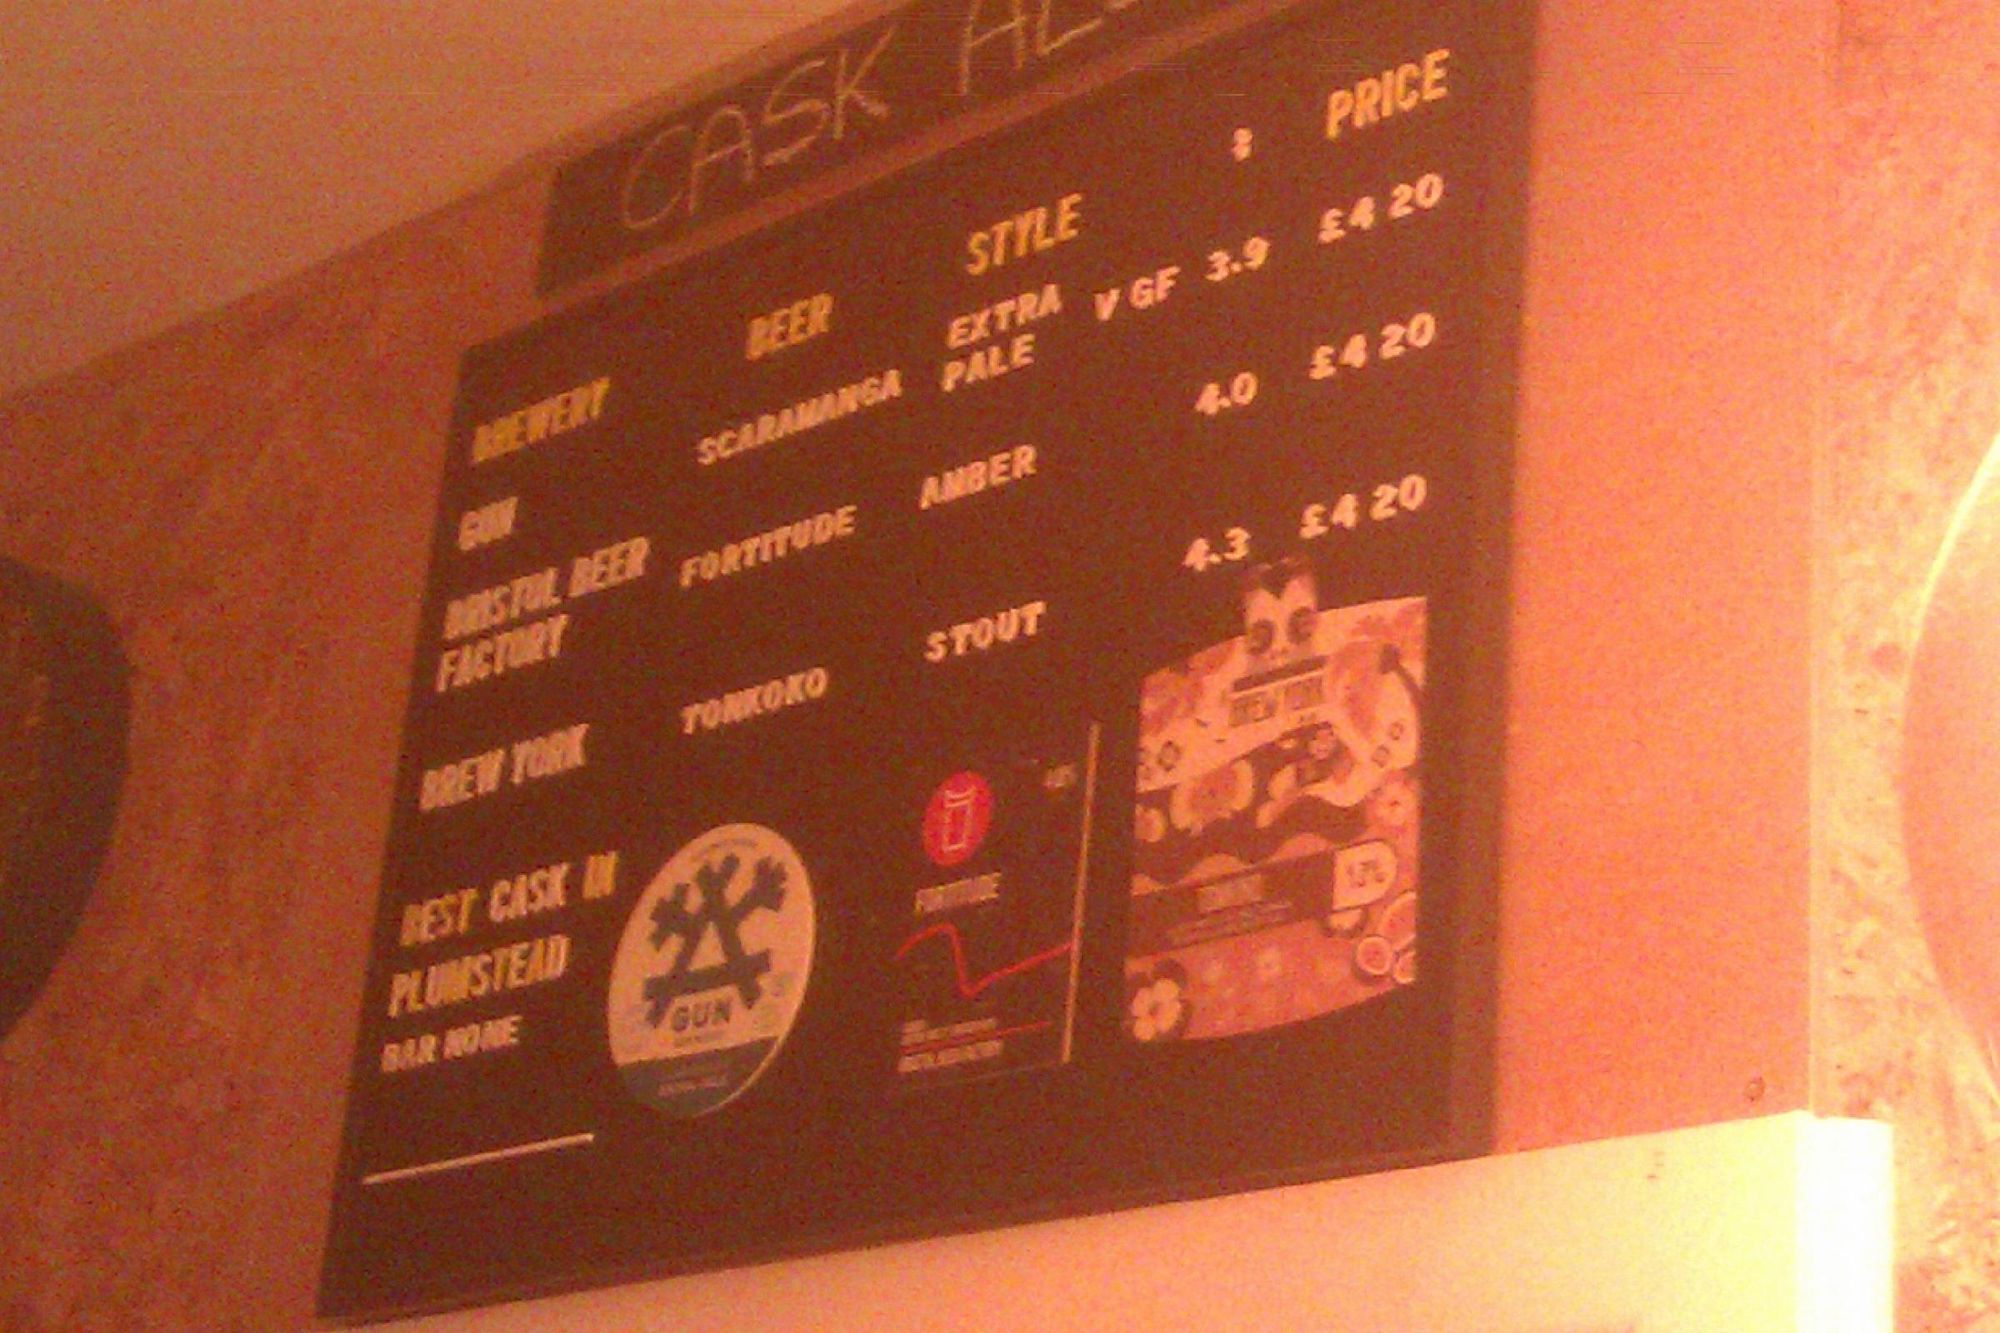 CASK AL
BREWERY BEER STYLE % PRICE
GUN SCARAMANGA EXTRA PALE V GF 3.9 £4 20
BRISTOL BEER FACTORY FORTITUDE AMBER 4.0 £4 20
BREW YORK TONKOKO STOUT 4.3 £4 20
BEST CASK IN
PLUMSTEAD
BAR NONE
GUN
FORTITUDE
BREW YORK